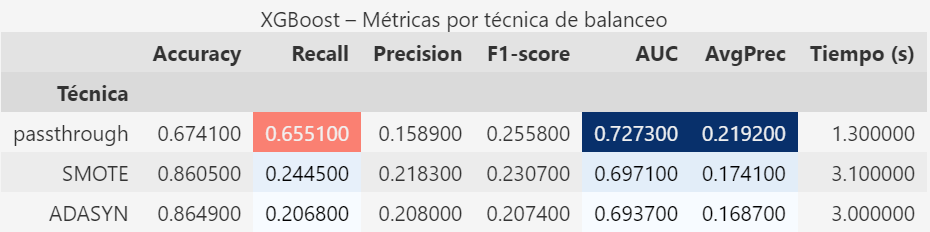 XGBoost – Métricas por técnica de balanceo
Accuracy Recall Precision F1-score AUC AvgPrec Tiempo (s)
Técnica
passthrough 0.674100 0.655100 0.158900 0.255800 0.727300 0.219200 1.300000
SMOTE 0.860500 0.244500 0.218300 0.230700 0.697100 0.174100 3.100000
ADASYN 0.864900 0.206800 0.208000 0.207400 0.693700 0.168700 3.000000